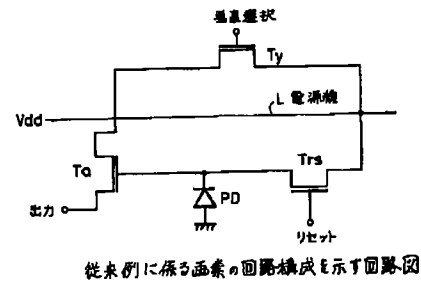 垂直選択
Ty
L 電源線
Vdd
Ta
Trs
PD
出力
リセット
従来例に係る画素の回路構成を示す回路図